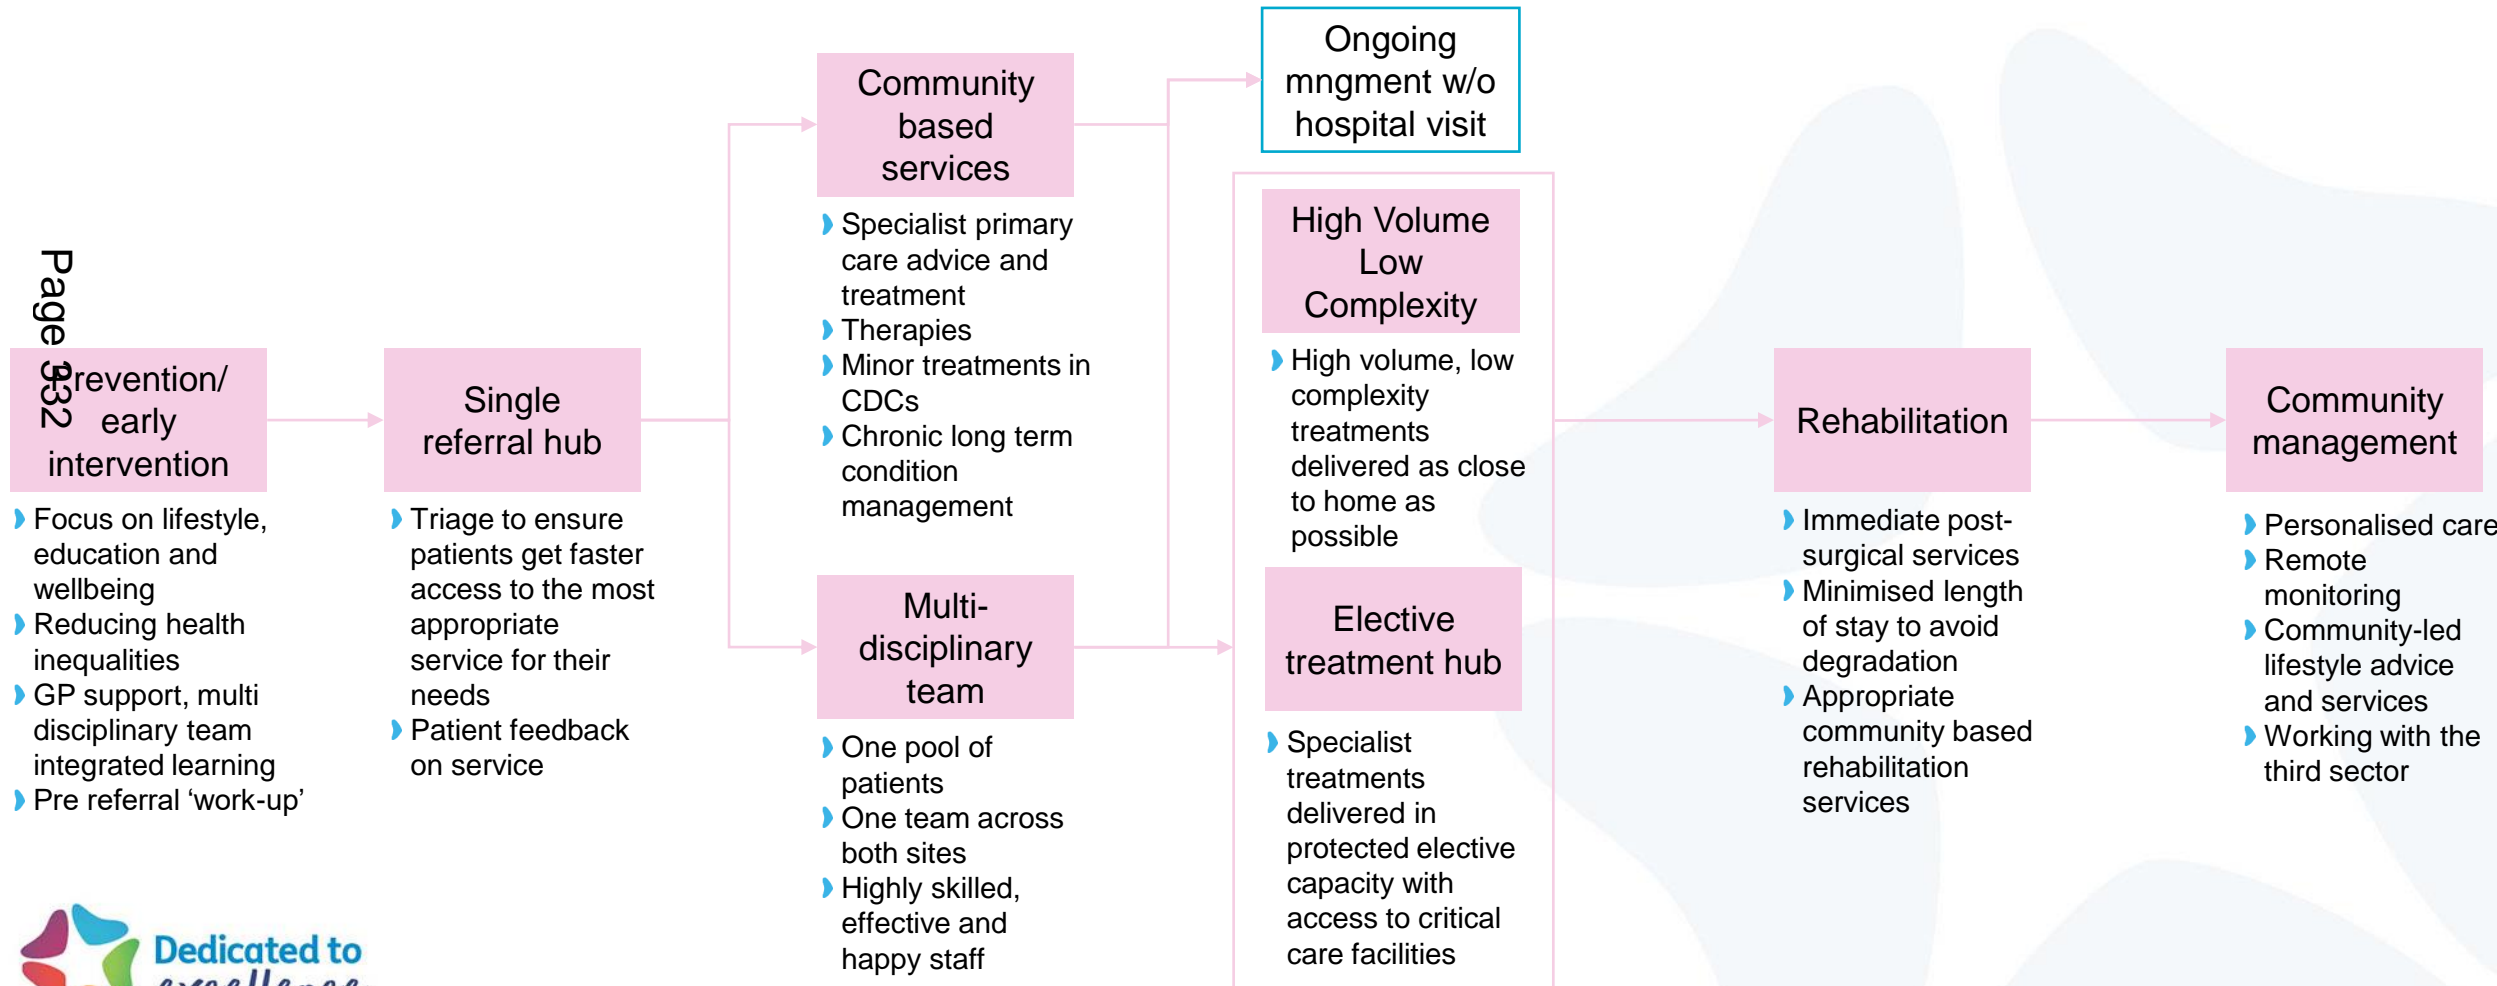 Page 332
Prevention/
early
intervention
Focus on lifestyle,
education and
wellbeing
Reducing health
inequalities
GP support, multi
disciplinary team
integrated learning
Pre referral ‘work-up’
Single
referral hub
Triage to ensure
patients get faster
access to the most
appropriate
service for their
needs
Patient feedback
on service
Community
based
services
Specialist primary
care advice and
treatment
Therapies
Minor treatments in
CDCs
Chronic long term
condition
management
Multi-
disciplinary
team
One pool of
patients
One team across
both sites
Highly skilled,
effective and
happy staff
Ongoing
mngment w/o
hospital visit
High Volume
Low
Complexity
High volume, low
complexity
treatments
delivered as close
to home as
possible
Elective
treatment hub
Specialist
treatments
delivered in
protected elective
capacity with
access to critical
care facilities
Rehabilitation
Immediate post-
surgical services
Minimised length
of stay to avoid
degradation
Appropriate
community based
rehabilitation
services
Community
management
Personalised care
Remote
monitoring
Community-led
lifestyle advice
and services
Working with the
third sector
Dedicated to
excellence